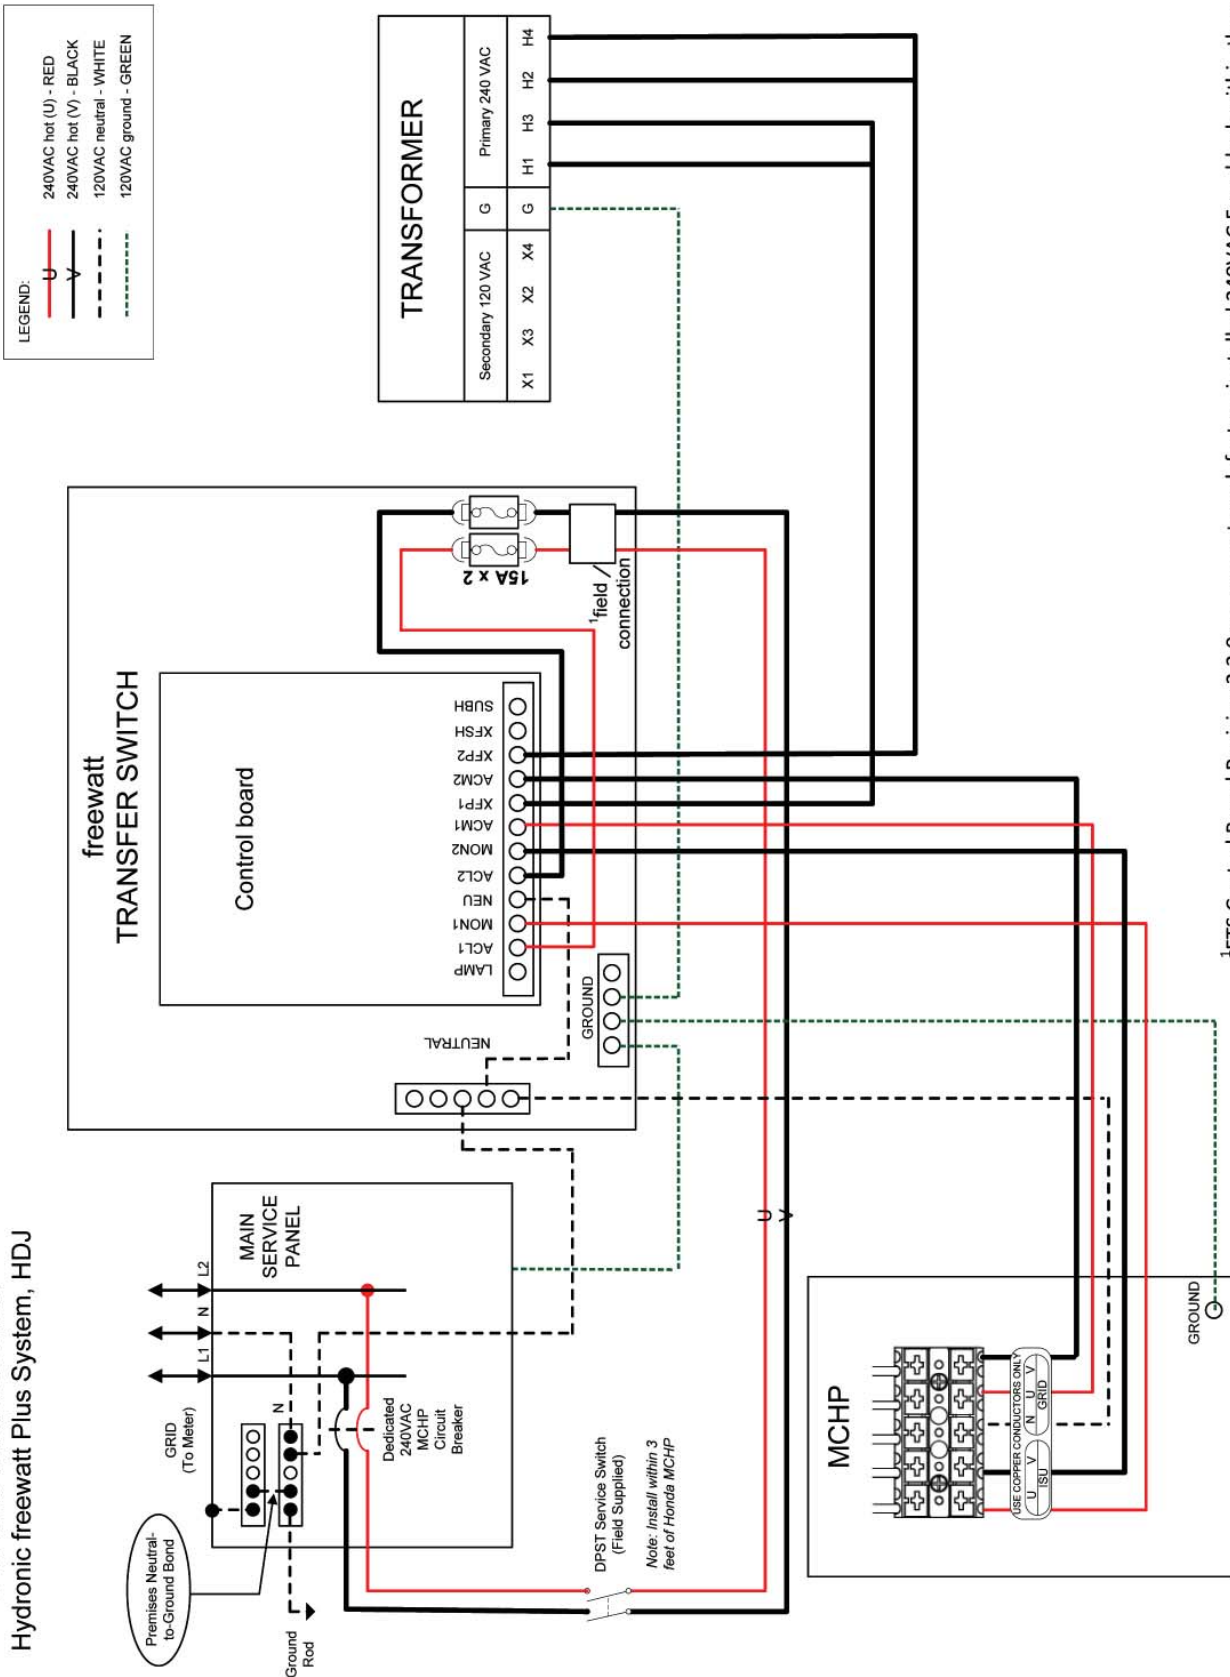 Hydronic freewatt Plus System, HDJ
LEGEND:
U
240VAC hot (U) - RED
V
240VAC hot (V) - BLACK
120VAC neutral - WHITE
120VAC ground - GREEN
Premises Neutral-
to-Ground Bond
Ground
Rod
GRID
(To Meter)
L1
N
L2
MAIN
SERVICE
PANEL
N
Dedicated
240VAC
MCHP
Circuit
Breaker
DPST Service Switch
(Field Supplied)
Note: Install within 3
feet of Honda MCHP
freewatt
TRANSFER SWITCH
Control board
NEUTRAL
GROUND
LAMP
ACL1
MON1
NEU
ACL2
MON2
ACM1
XFP1
ACM2
XFP2
XFSH
SUBH
15A x 2
1field
connection
U
V
TRANSFORMER
Secondary 120 VAC
G
Primary 240 VAC
X1
X3
X2
X4
G
H1
H3
H2
H4
MCHP
USE COPPER CONDUCTORS ONLY
U V
ISU
N U V
GRID
GROUND